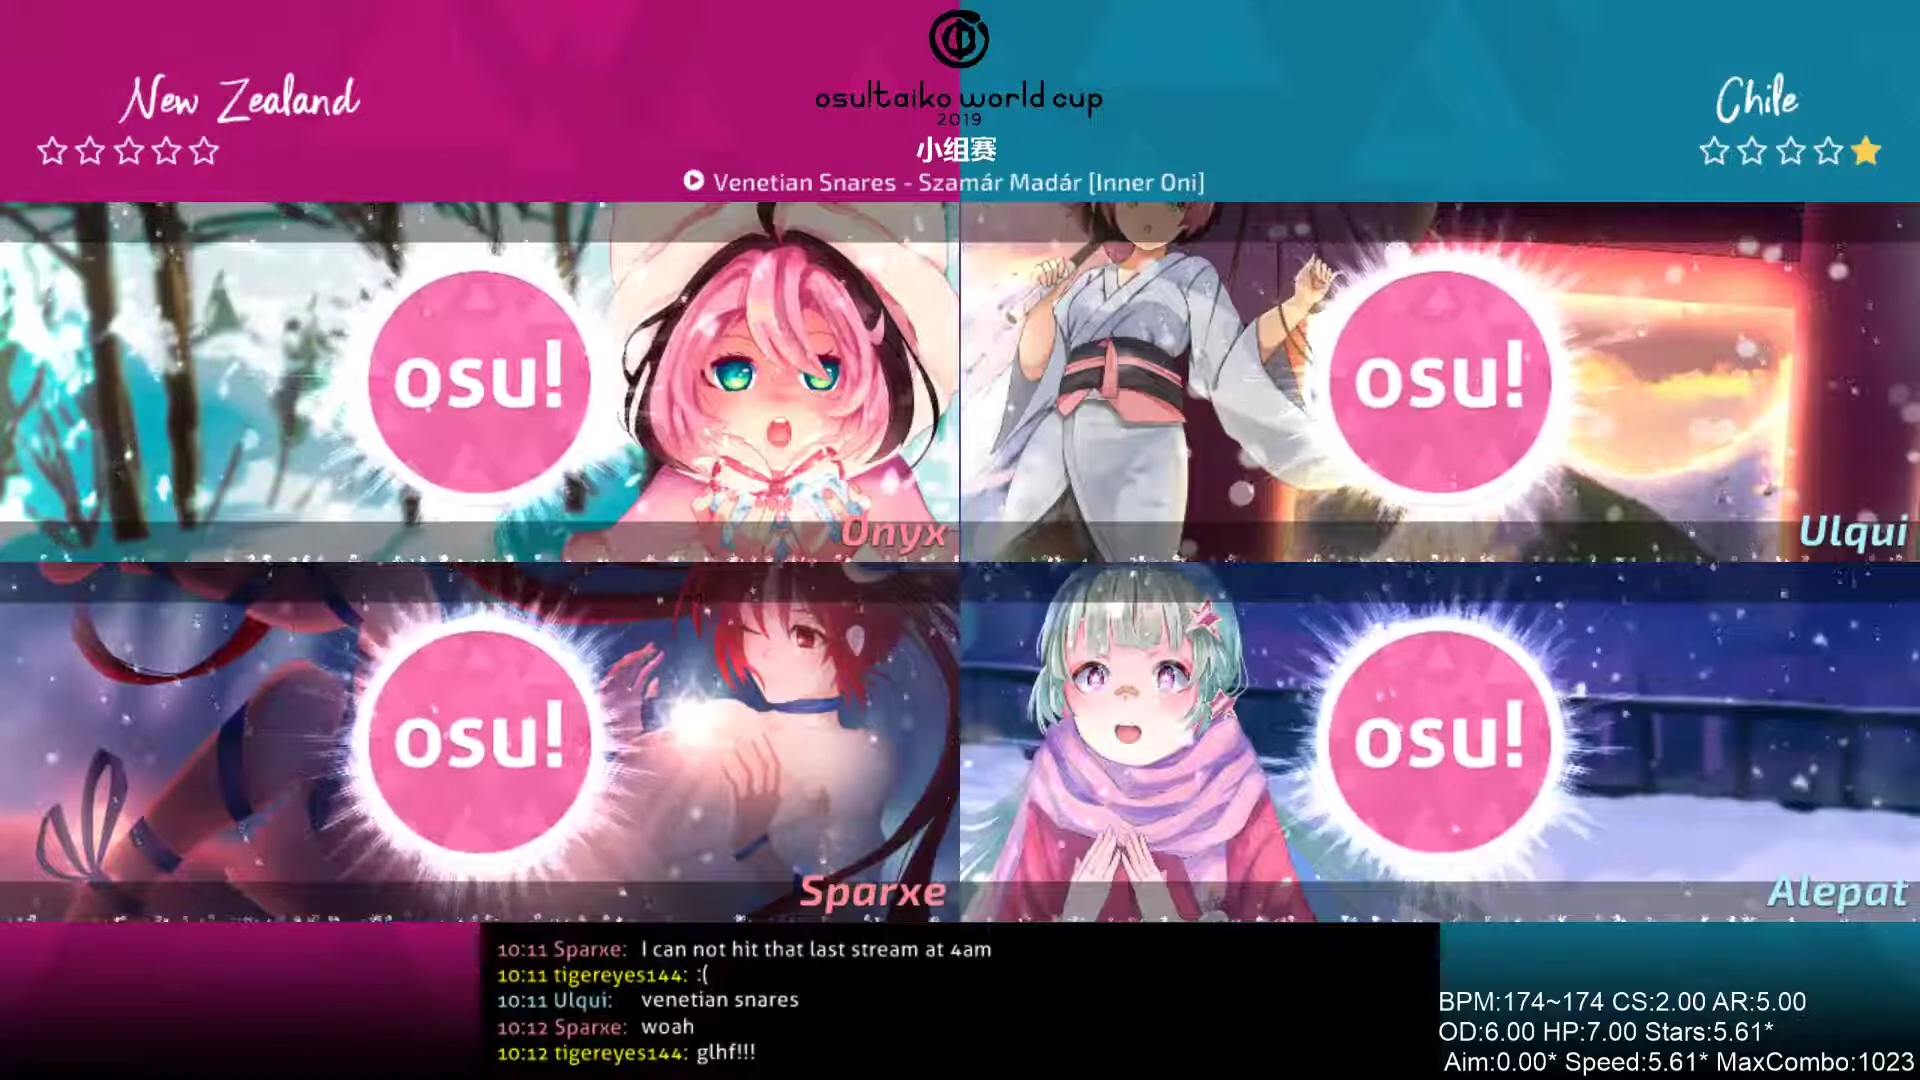 New Zealand
Chile
osu!taiko world cup
2019
小组赛
Venetian Snares - Szamár Madár [Inner Oni]
osu!
osu!
Onyx
Ulqui
osu!
osu!
Sparxe
Alepat
10:11 Sparxe: I can not hit that last stream at 4am
10:11 tigereyes144: :(
10:11 Ulqui: venetian snares
10:12 Sparxe: woah
10:12 tigereyes144: glhf!!!
BPM:174~174 CS:2.00 AR:5.00
OD:6.00 HP:7.00 Stars:5.61*
Aim:0.00* Speed:5.61* MaxCombo:1023